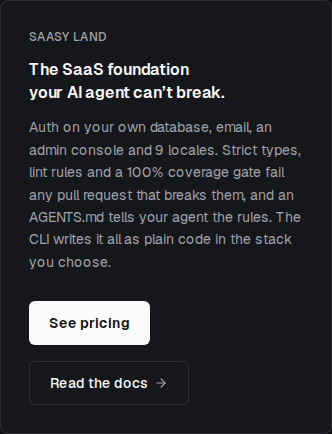 SAASY LAND
The SaaS foundation
your AI agent can’t break.
Auth on your own database, email, an
admin console and 9 locales. Strict types,
lint rules and a 100% coverage gate fail
any pull request that breaks them, and an
AGENTS.md tells your agent the rules. The
CLI writes it all as plain code in the stack
you choose.
See pricing
Read the docs →